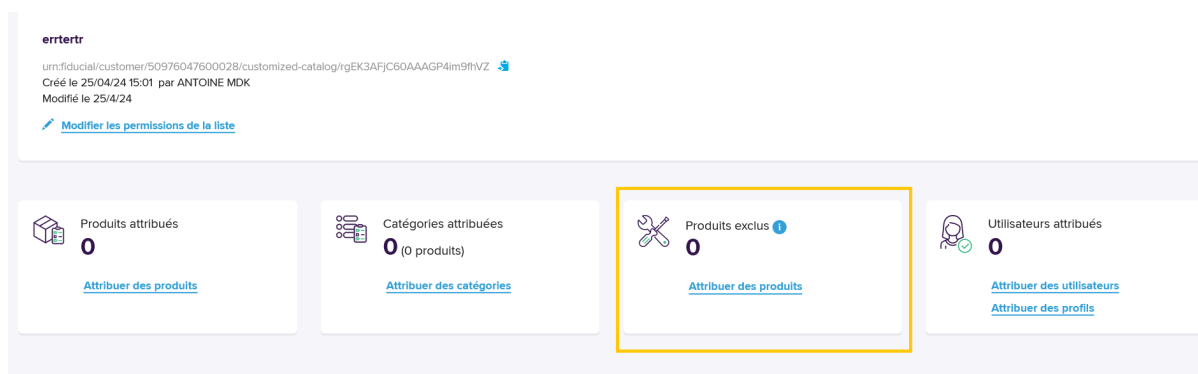 errtertr
urn:fiducial/customer/50976047600028/customized-catalog/rgEK3AFjC60AAAGP4im9fhVZ
Créé le 25/04/24 15:01 par ANTOINE MDK
Modifié le 25/4/24
Modifier les permissions de la liste
Produits attribués
0
Attribuer des produits
Catégories attribuées
0 (0 produits)
Attribuer des catégories
Produits exclus
0
Attribuer des produits
Utilisateurs attribués
0
Attribuer des utilisateurs
Attribuer des profils